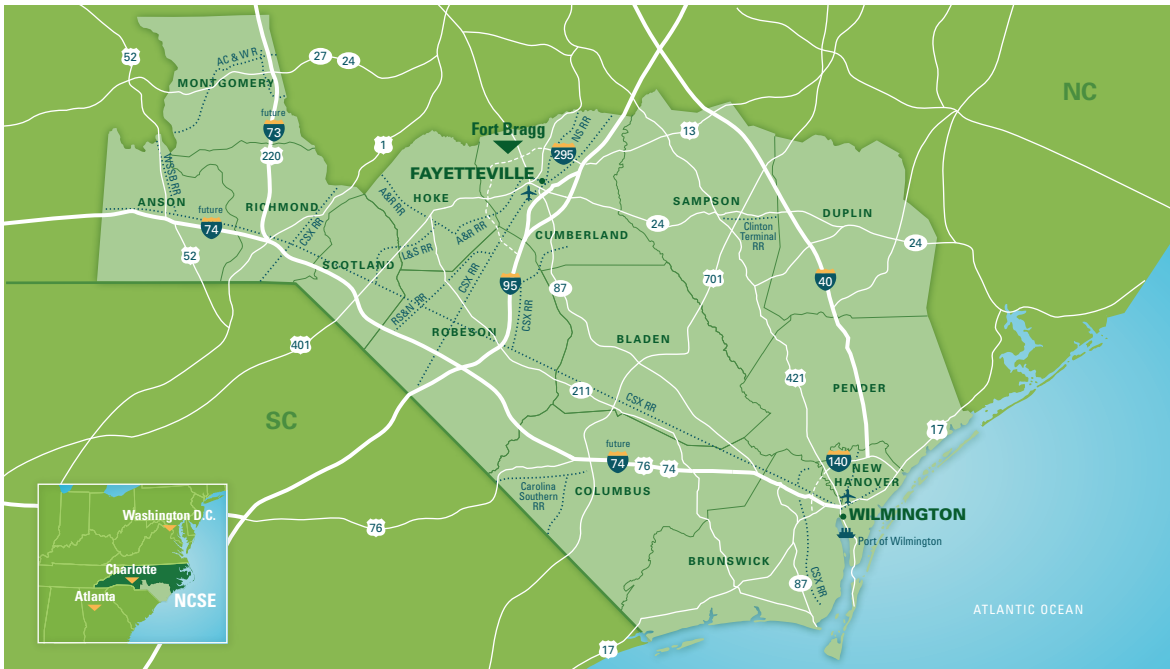 52
AC & W R
27
24
MONTGOMERY
NC
future
73
220
1
Fort Bragg
NS RR
295
13
FAYETTEVILLE
WSSB RR
ANSON
RICHMOND
future
74
52
A&R RR
HOKE
A&R RR
CSX RR
L&S RR
SCOTLAND
CUMBERLAND
24
SAMPSON
Clinton
Terminal
RR
DUPLIN
24
701
40
CSX RR
95
87
CSX RR
RS&N RR
ROBESON
401
BLADEN
421
PENDER
211
CSX RR
17
SC
future
74
76
74
140
NEW
HANOVER
Carolina
Southern
RR
COLUMBUS
76
WILMINGTON
Port of Wilmington
BRUNSWICK
87
CSX RR
ATLANTIC OCEAN
17
Washington D.C.
Charlotte
Atlanta
NCSE